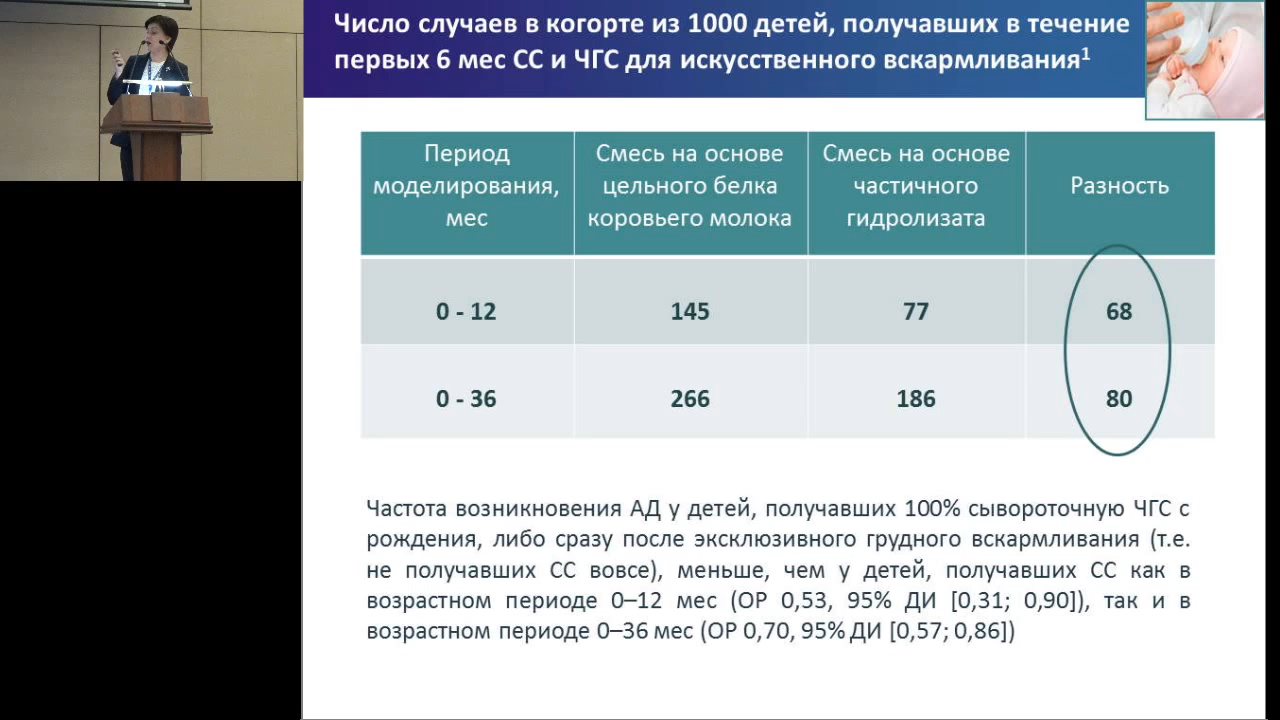 Число случаев в когорте из 1000 детей, получавших в течение
первых 6 мес СС и ЧГС для искусственного вскармливания¹
Период
моделирования,
мес
Смесь на основе
цельного белка
коровьего молока
Смесь на основе
частичного
гидролизата
Разность
0 - 12
145
77
68
0 - 36
266
186
80
Частота возникновения АД у детей, получавших 100% сывороточную ЧГС с
рождения, либо сразу после эксклюзивного грудного вскармливания (т.е.
не получавших СС вовсе), меньше, чем у детей, получавших СС как в
возрастном периоде 0–12 мес (ОР 0,53, 95% ДИ [0,31; 0,90]), так и в
возрастном периоде 0–36 мес (ОР 0,70, 95% ДИ [0,57; 0,86])